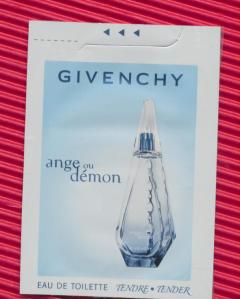 GIVENCHY
ange ou
démon
EAU DE TOILETTE TENDRE • TENDER